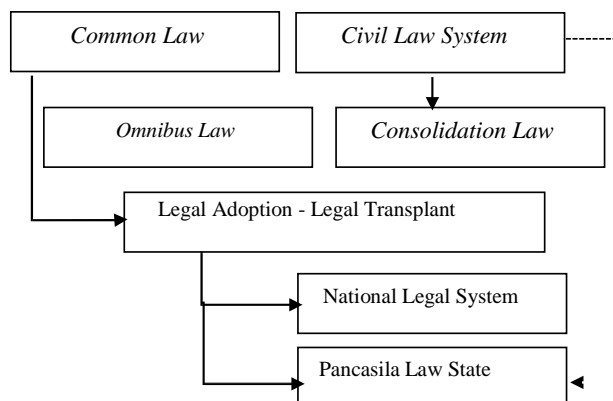 Common Law
Civil Law System
Omnibus Law
Consolidation Law
Legal Adoption - Legal Transplant
National Legal System
Pancasila Law State